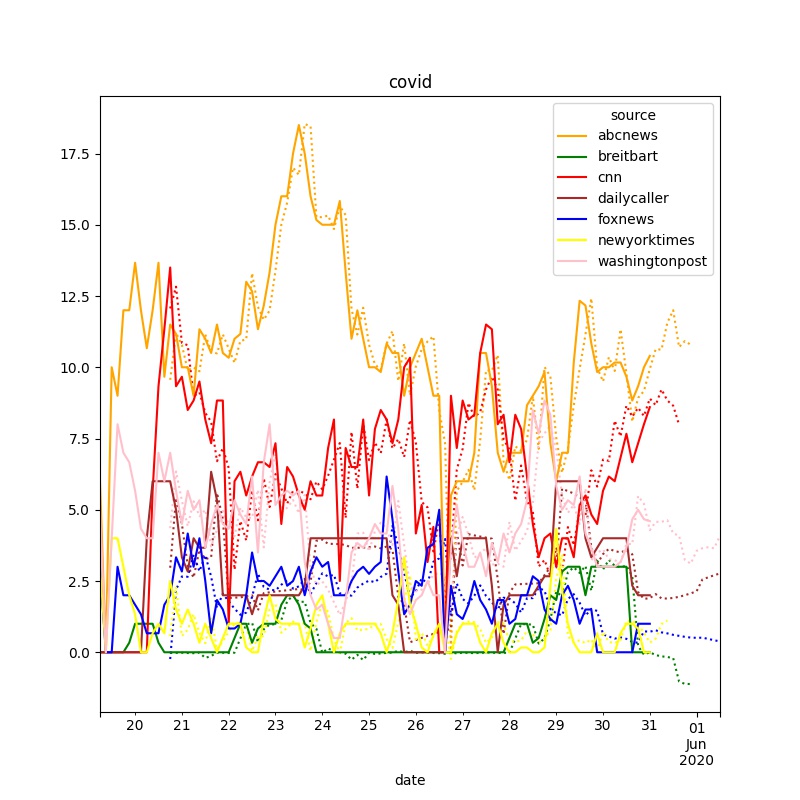 covid
source
abcnews
breitbart
cnn
dailycaller
foxnews
newyorktimes
washingtonpost
17.5
15.0
12.5
10.0
7.5
5.0
2.5
0.0
20 21 22 23 24 25 26 27 28 29 30 31 01
Jun
2020
date